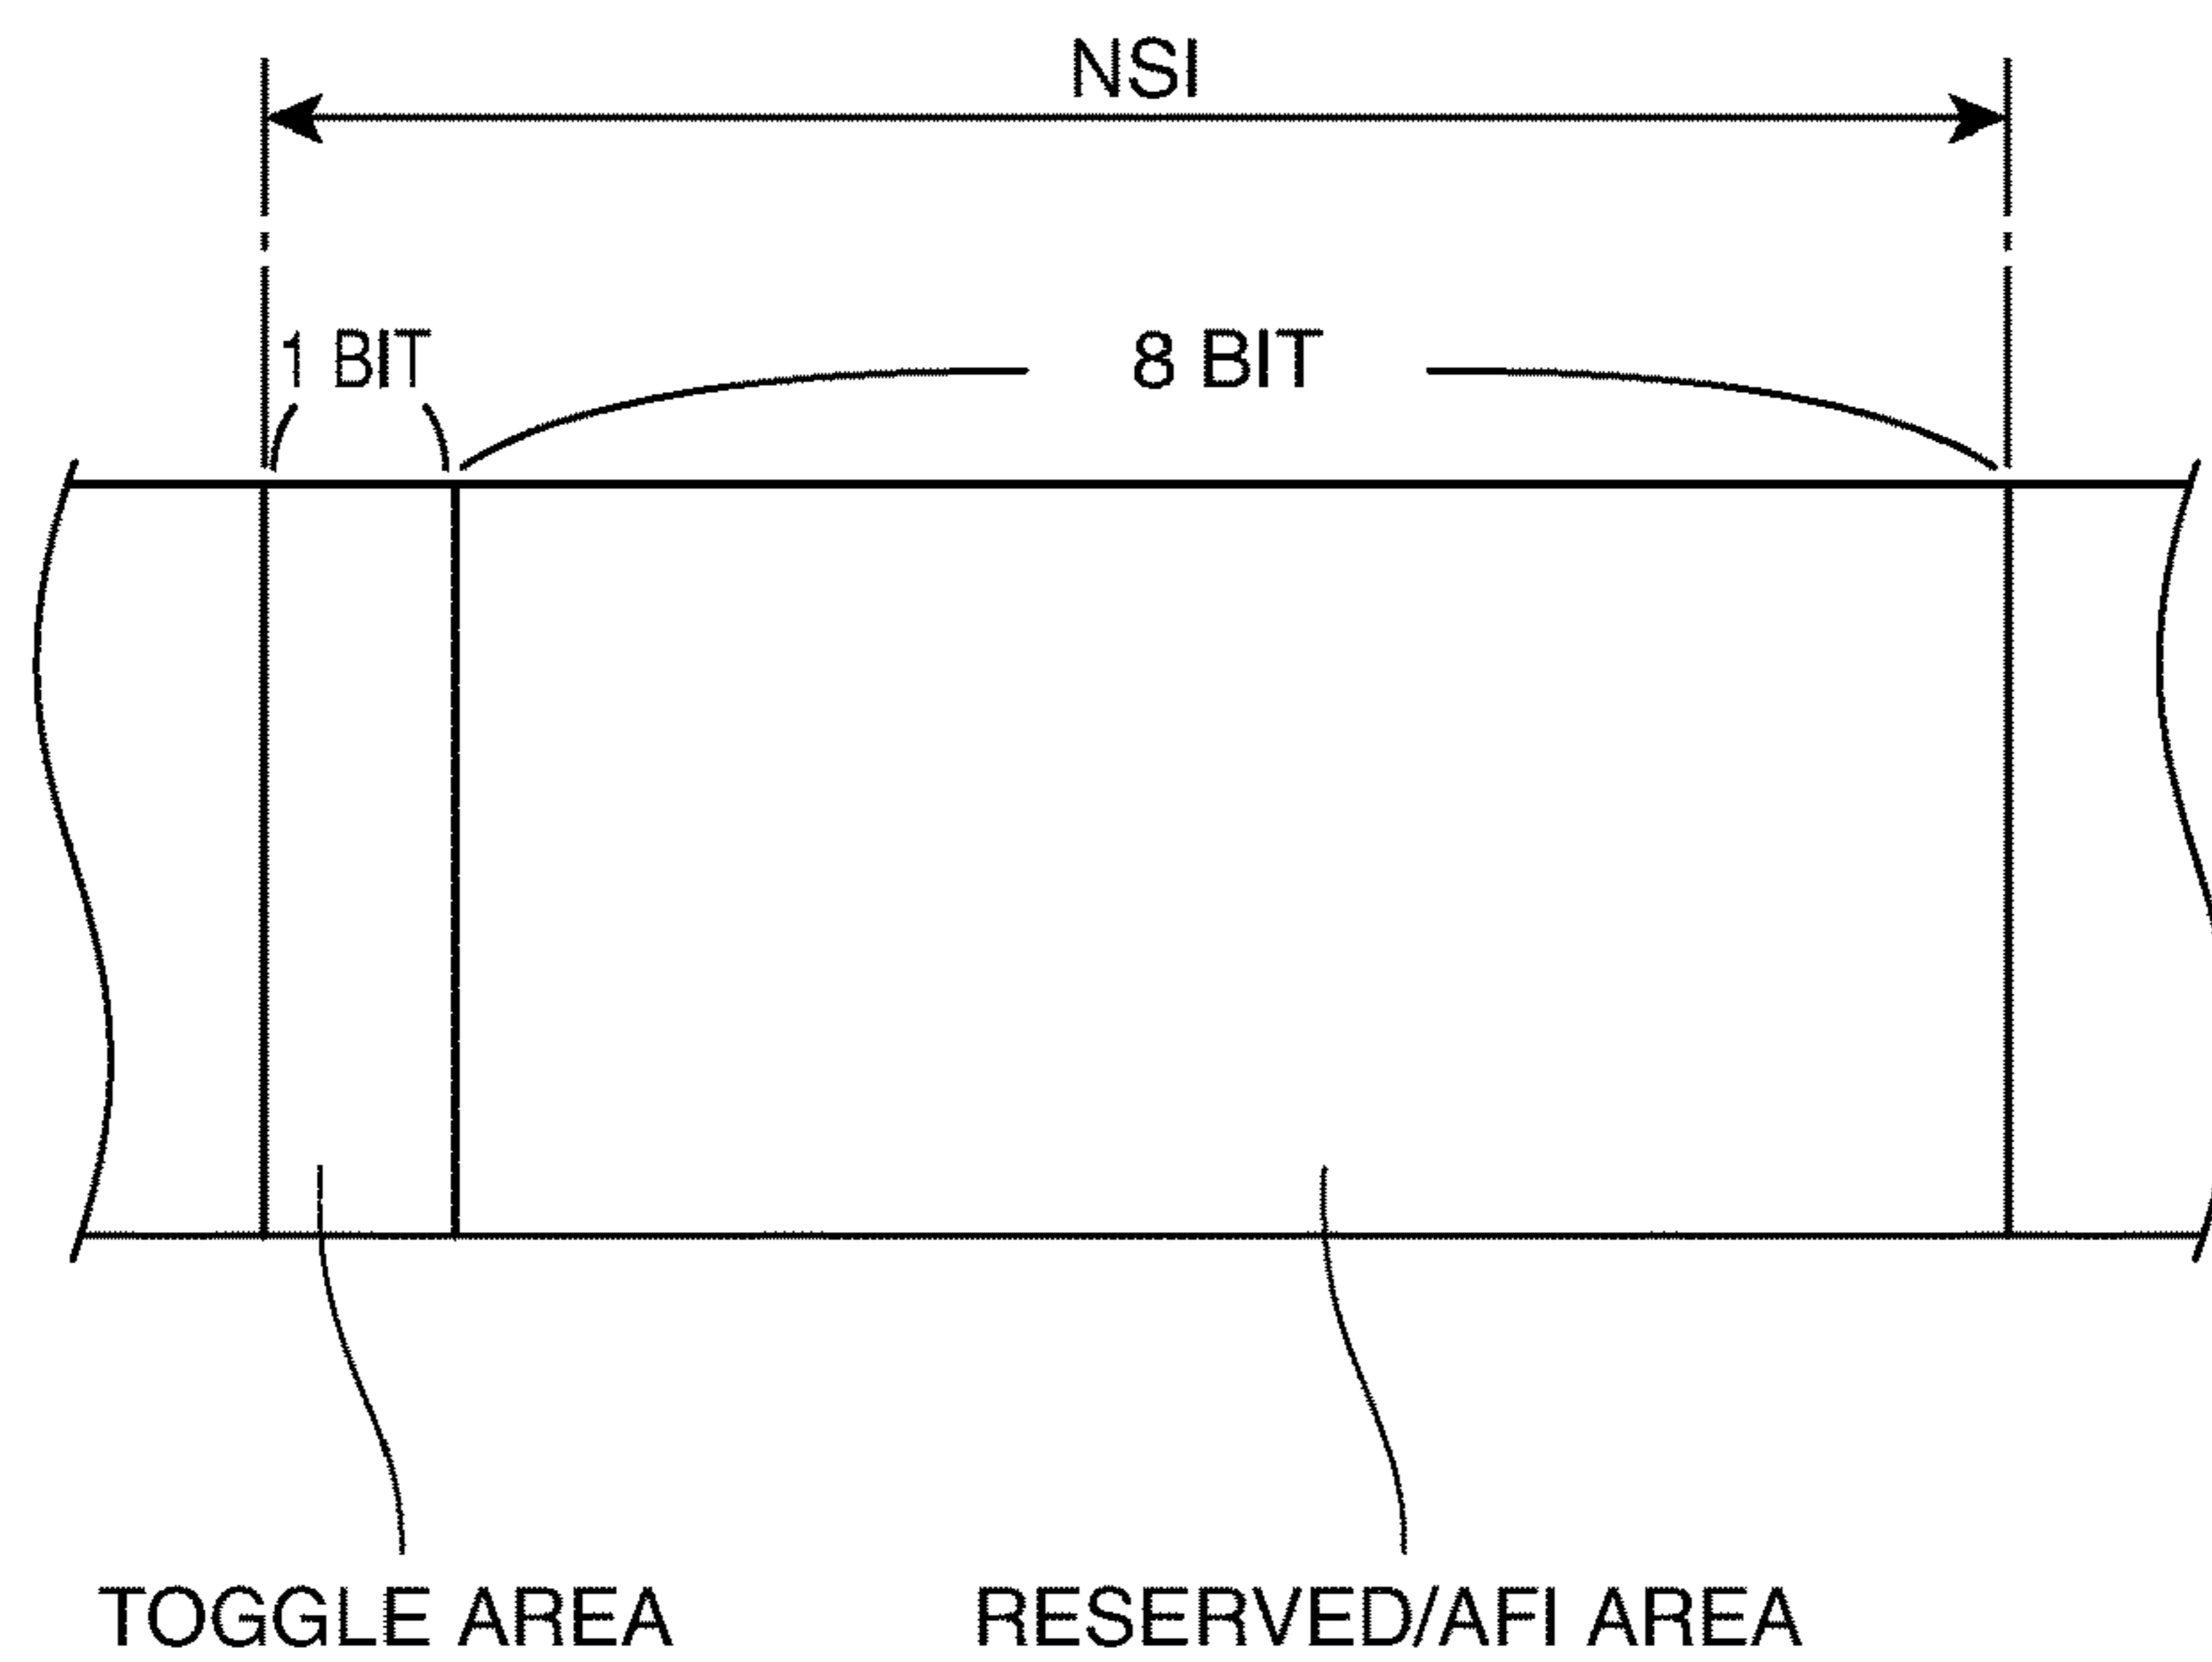 NSI
1 BIT
8 BIT
TOGGLE AREA
RESERVED/AFI AREA